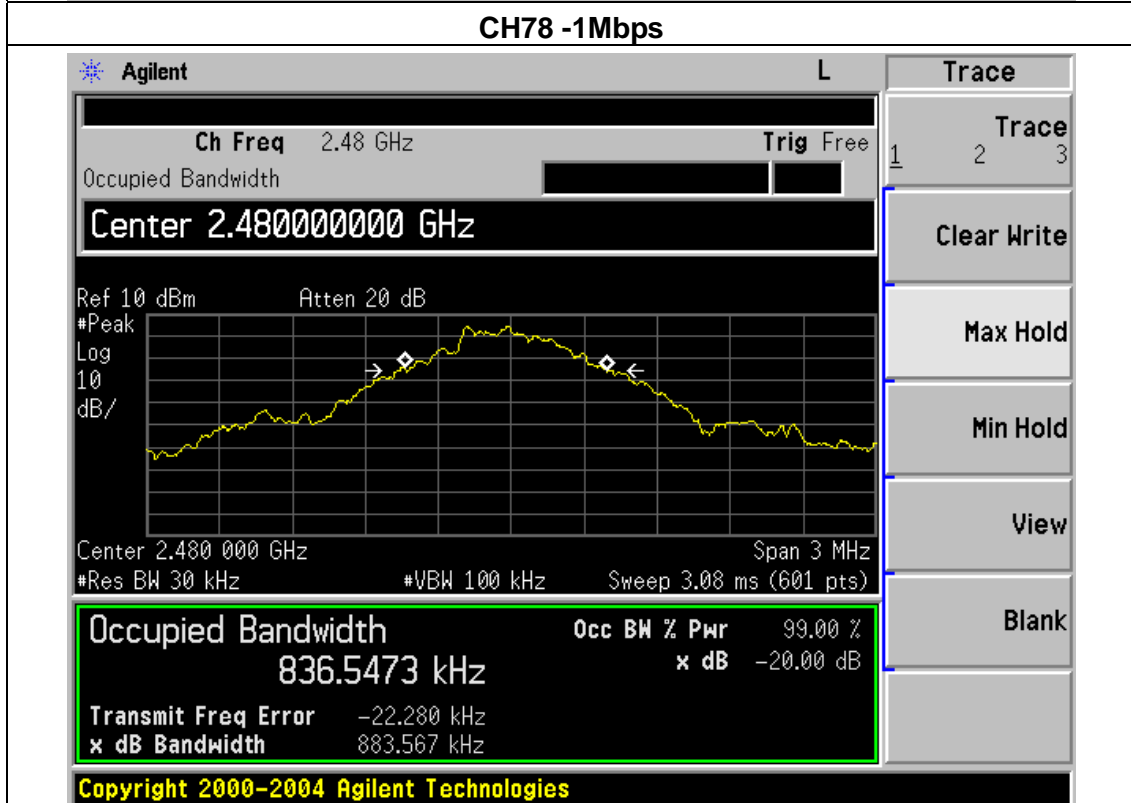 CH78 -1Mbps
Agilent L Trace
Ch Freq 2.48 GHz Trig Free
Occupied Bandwidth
Center 2.480000000 GHz
Ref 10 dBm Atten 20 dB
#Peak
Log
10
dB/
Center 2.480 000 GHz Span 3 MHz
#Res BW 30 kHz #VBW 100 kHz Sweep 3.08 ms (601 pts)
Occupied Bandwidth Occ BW % Pwr 99.00 %
836.5473 kHz x dB -20.00 dB
Transmit Freq Error -22.280 kHz
x dB Bandwidth 883.567 kHz
Copyright 2000-2004 Agilent Technologies
Trace
1 2 3
Clear Write
Max Hold
Min Hold
View
Blank